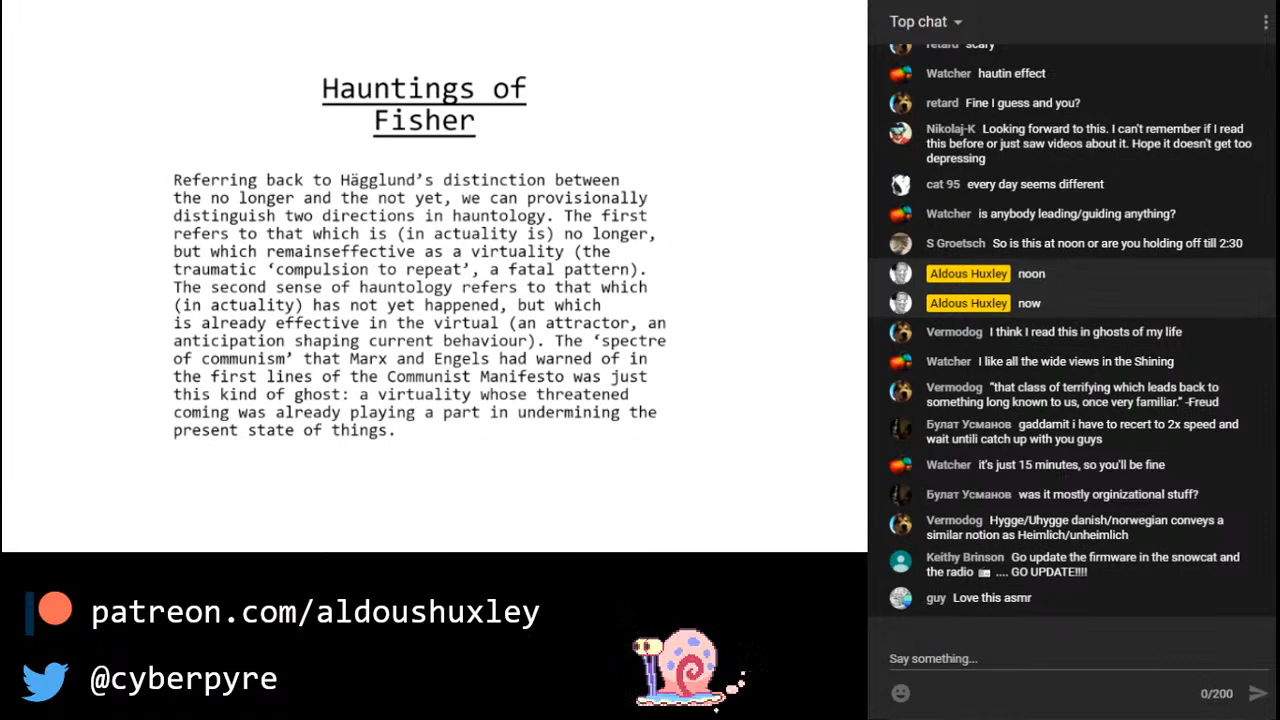 Hauntings of
Fisher
Referring back to Hägglund’s distinction between
the no longer and the not yet, we can provisionally
distinguish two directions in hauntology. The first
refers to that which is (in actuality is) no longer,
but which remainseffective as a virtuality (the
traumatic ‘compulsion to repeat’, a fatal pattern).
The second sense of hauntology refers to that which
(in actuality) has not yet happened, but which
is already effective in the virtual (an attractor, an
anticipation shaping current behaviour). The ‘spectre
of communism’ that Marx and Engels had warned of in
the first lines of the Communist Manifesto was just
this kind of ghost: a virtuality whose threatened
coming was already playing a part in undermining the
present state of things.
patreon.com/aldoushuxley
@cyberpyre
Top chat
retard scary
Watcher hautin effect
retard Fine I guess and you?
Nikolaj-K Looking forward to this. I can't remember if I read
this before or just saw videos about it. Hope it doesn't get too
depressing
cat 95 every day seems different
Watcher is anybody leading/guiding anything?
S Groetsch So is this at noon or are you holding off till 2:30
Aldous Huxley noon
Aldous Huxley now
Vermodog I think I read this in ghosts of my life
Watcher I like all the wide views in the Shining
Vermodog “that class of terrifying which leads back to
something long known to us, once very familiar.” -Freud
Булат Усманов gaddamit i have to recert to 2x speed and
wait untili catch up with you guys
Watcher it's just 15 minutes, so you'll be fine
Булат Усманов was it mostly orginizational stuff?
Vermodog Hygge/Uhygge danish/norwegian conveys a
similar notion as Heimlich/unheimlich
Keithy Brinson Go update the firmware in the snowcat and
the radio 📻 .... GO UPDATE!!!!
guy Love this asmr
Say something...
0/200